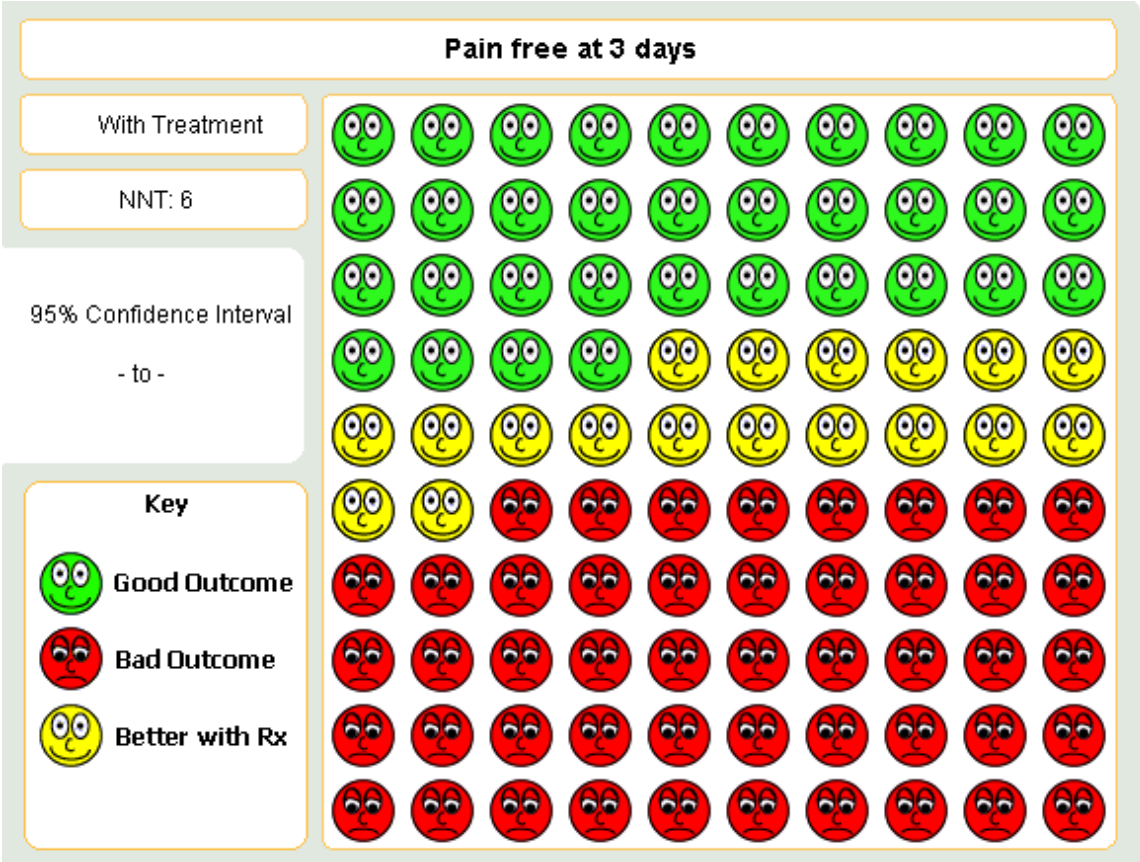 Pain free at 3 days
With Treatment
NNT: 6
95% Confidence Interval
- to -
Key
Good Outcome
Bad Outcome
Better with Rx